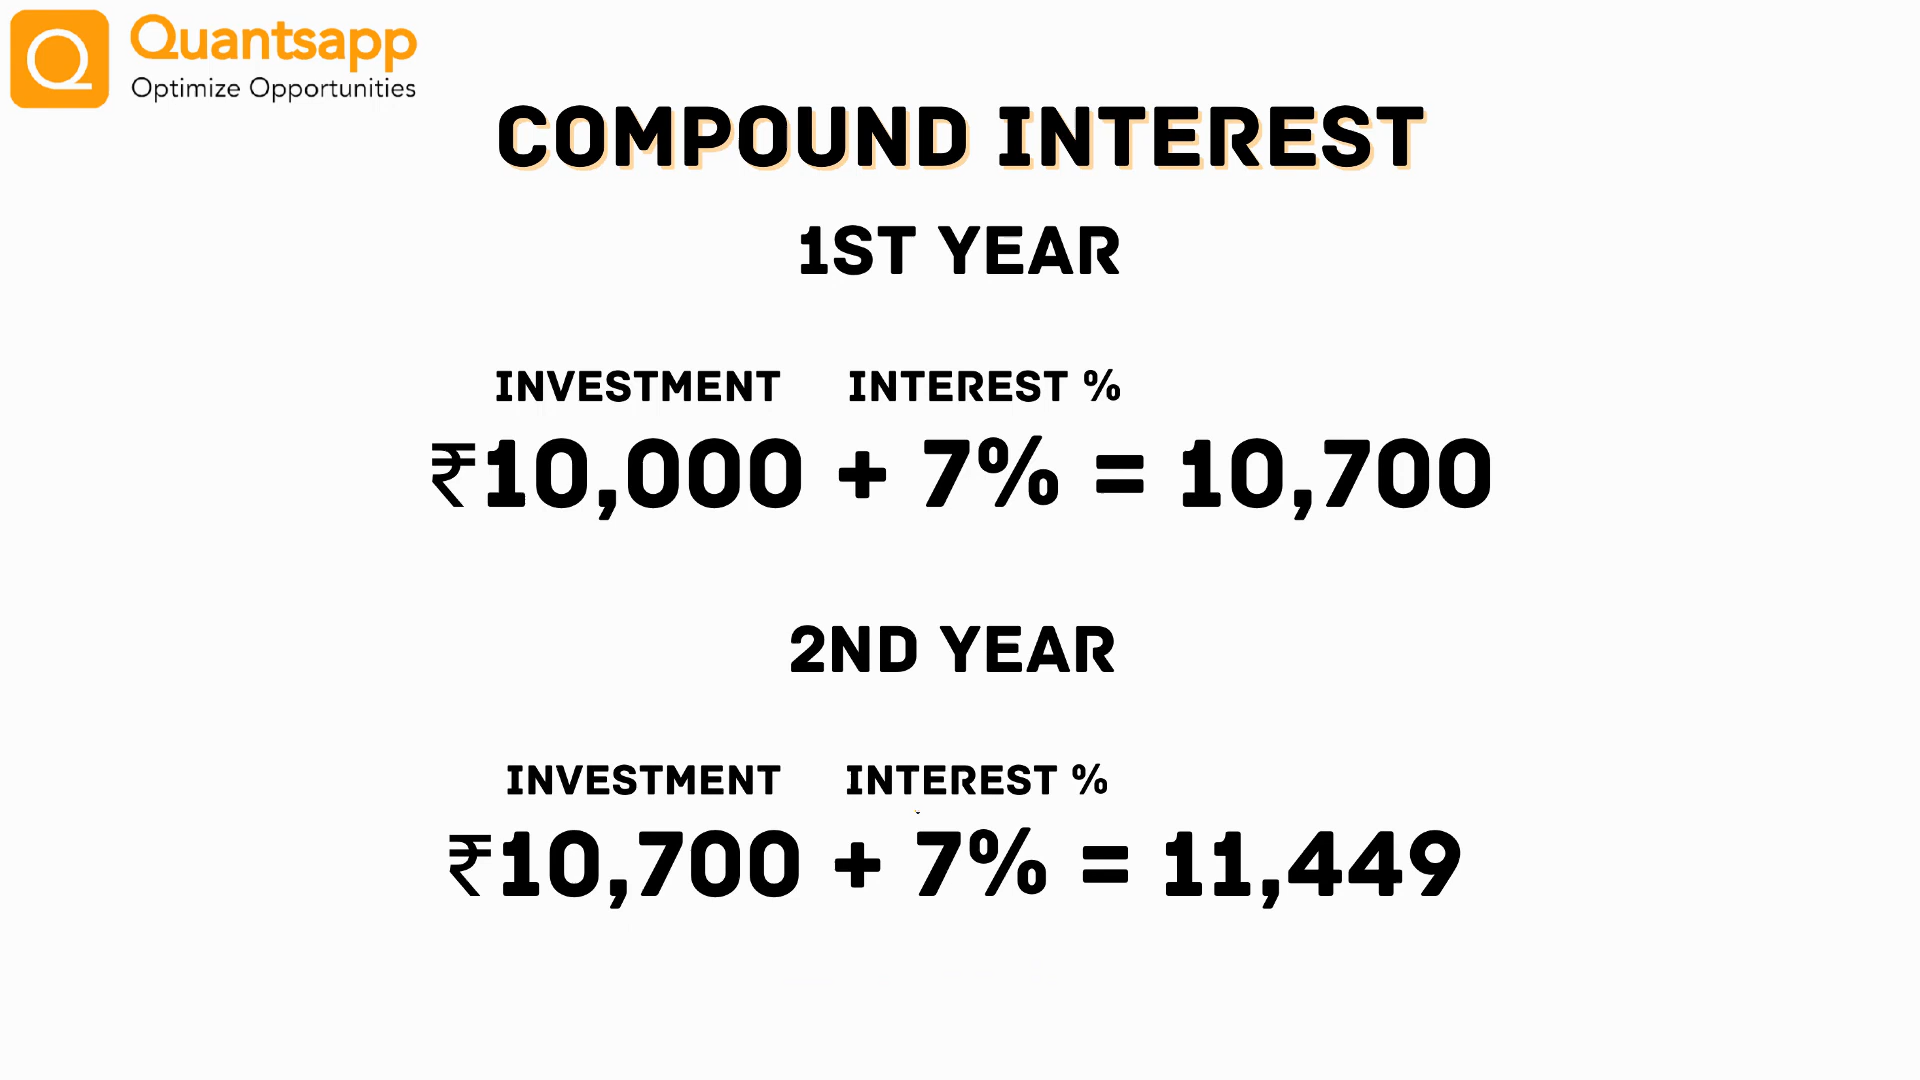 Quantsapp
Optimize Opportunities
COMPOUND INTEREST
1ST YEAR
INVESTMENT INTEREST %
₹10,000 + 7% = 10,700
2ND YEAR
INVESTMENT INTEREST %
₹10,700 + 7% = 11,449